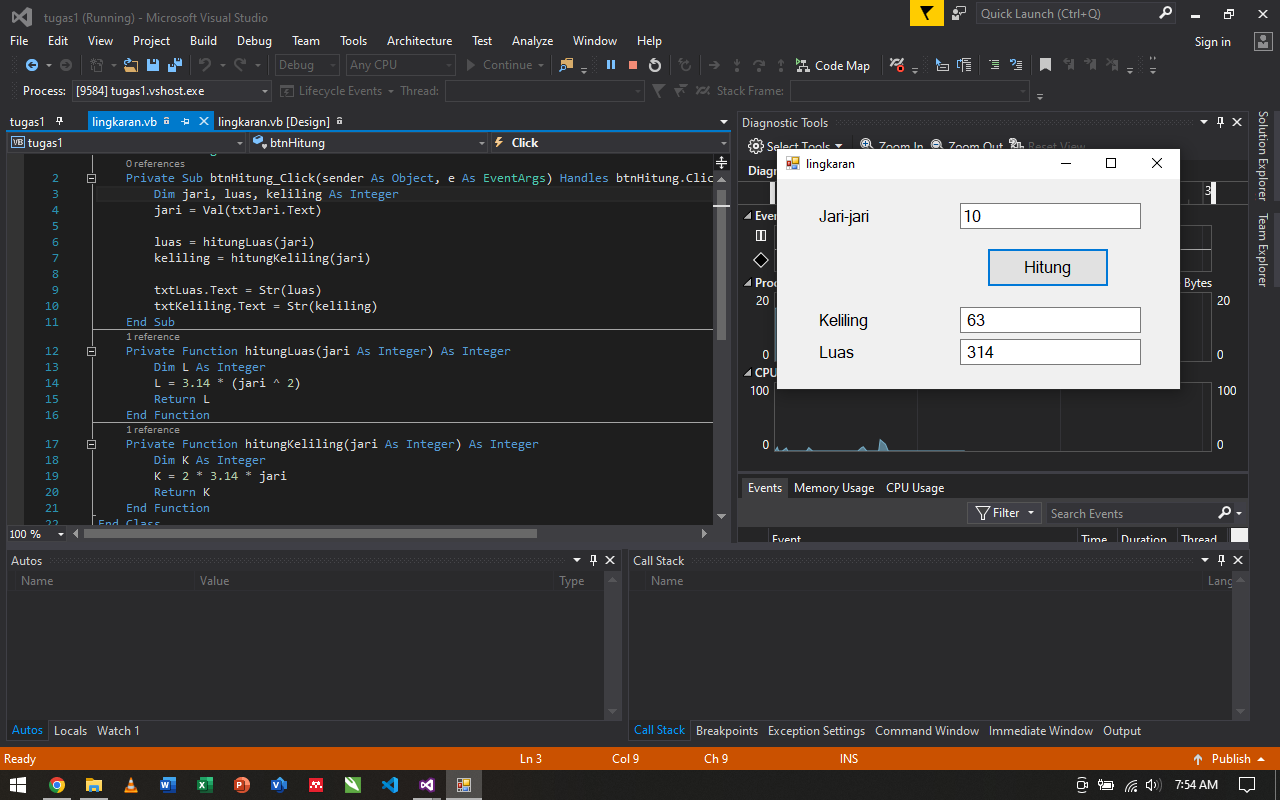 tugas1 (Running) - Microsoft Visual Studio
Quick Launch (Ctrl+Q)
File Edit View Project Build Debug Team Tools Architecture Test Analyze Window Help
Sign in
Debug Any CPU Continue Code Map
Process: [9584] tugas1.vshost.exe Lifecycle Events Thread: Stack Frame:
tugas1 lingkaran.vb lingkaran.vb [Design]
VB tugas1 btnHitung Click
0 references
2 Private Sub btnHitung_Click(sender As Object, e As EventArgs) Handles btnHitung.Clic
3 Dim jari, luas, keliling As Integer
4 jari = Val(txtJari.Text)
5
6 luas = hitungLuas(jari)
7 keliling = hitungKeliling(jari)
8
9 txtLuas.Text = Str(luas)
10 txtKeliling.Text = Str(keliling)
11 End Sub
1 reference
12 Private Function hitungLuas(jari As Integer) As Integer
13 Dim L As Integer
14 L = 3.14 * (jari ^ 2)
15 Return L
16 End Function
1 reference
17 Private Function hitungKeliling(jari As Integer) As Integer
18 Dim K As Integer
19 K = 2 * 3.14 * jari
20 Return K
21 End Function
22 End Class
100 %
Diagnostic Tools
Select Tools Zoom In Zoom Out Reset View
Diag
3
Even
Proc Bytes
20 20
0 0
CPU
100 100
0 0
lingkaran
Jari-jari 10
Hitung
Keliling 63
Luas 314
Events Memory Usage CPU Usage
Filter Search Events
Event Time Duration Thread
Solution Explorer
Team Explorer
Autos
Name Value Type
Autos Locals Watch 1
Call Stack
Name Lang
Call Stack Breakpoints Exception Settings Command Window Immediate Window Output
Ready Ln 3 Col 9 Ch 9 INS Publish
7:54 AM